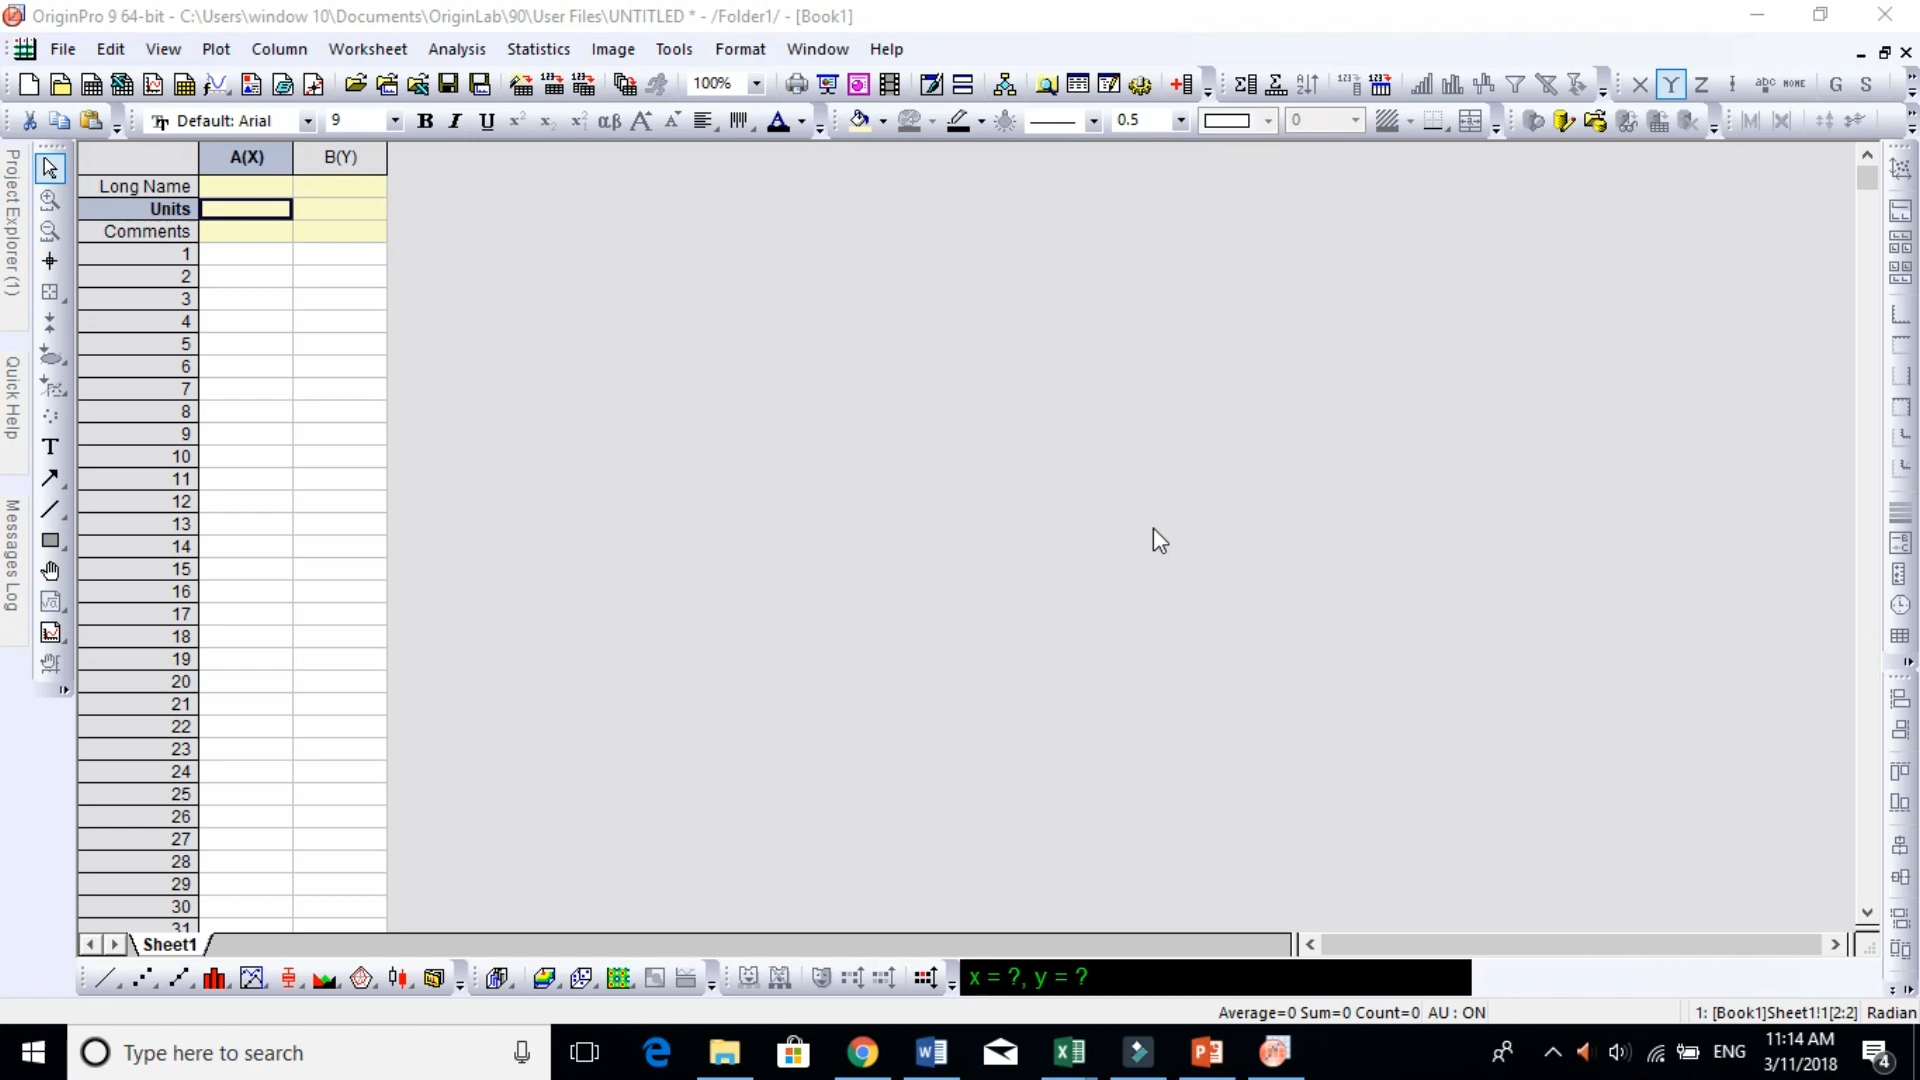 OriginPro 9 64-bit - C:\Users\window 10\Documents\OriginLab\90\User Files\UNTITLED * - /Folder1/ - [Book1]
File Edit View Plot Column Worksheet Analysis Statistics Image Tools Format Window Help
100% X Y Z abc NONE G S
Default: Arial 9 B I U αβ A 0.5 0
Project Explorer (1)
Quick Help
Messages Log
A(X) B(Y)
Long Name
Units
Comments
1
2
3
4
5
6
7
8
9
10
11
12
13
14
15
16
17
18
19
20
21
22
23
24
25
26
27
28
29
30
31
Sheet1
x = ?, y = ?
Average=0 Sum=0 Count=0 AU : ON 1: [Book1]Sheet1!1[2:2] Radian
Type here to search
ENG
11:14 AM
3/11/2018
4